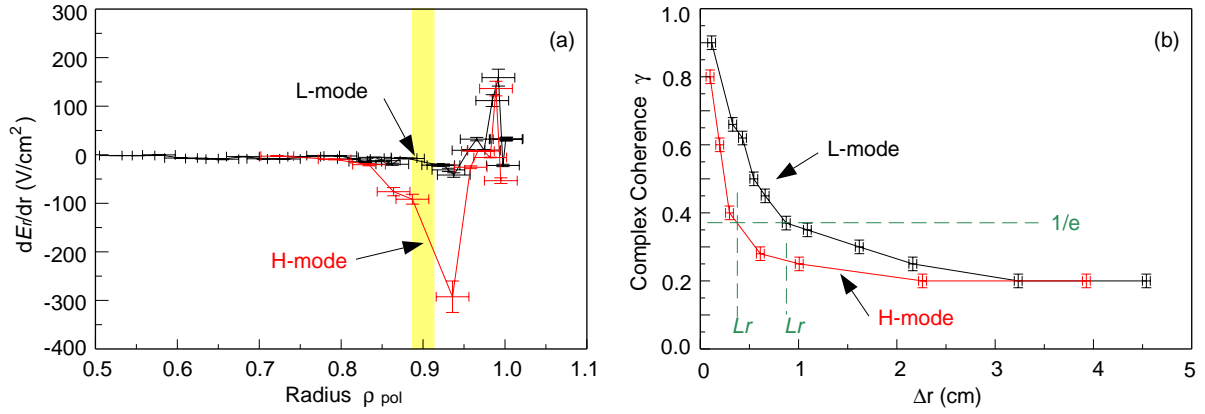 300
200
100
0
-100
-200
-300
-400
dEr/dr (V/cm²)
(a)
L-mode
H-mode
0.5 0.6 0.7 0.8 0.9 1.0 1.1
Radius ρ pol
1.0
0.8
0.6
0.4
0.2
0
Complex Coherence γ
(b)
L-mode
1/e
H-mode
Lr Lr
0 1 2 3 4 5
Δr (cm)